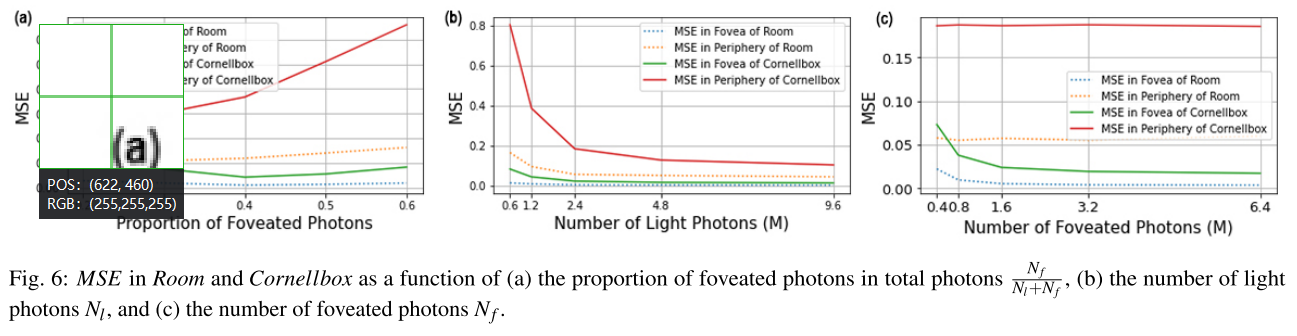 (a)
(b)
(c)
of Room
hery of Room
of Cornellbox
ery of Cornellbox
MSE
(a)
POS: (622, 460)
RGB: (255,255,255)
0.4
0.5
0.6
Proportion of Foveated Photons
MSE in Fovea of Room
MSE in Periphery of Room
MSE in Fovea of Cornellbox
MSE in Periphery of Cornellbox
MSE
0.8
0.6
0.4
0.2
0.0
0.6 1.2 2.4 4.8 9.6
Number of Light Photons (M)
MSE in Fovea of Room
MSE in Periphery of Room
MSE in Fovea of Cornellbox
MSE in Periphery of Cornellbox
MSE
0.15
0.10
0.05
0.00
0.4 0.8 1.6 3.2 6.4
Number of Foveated Photons (M)
Fig. 6: MSE in Room and Cornellbox as a function of (a) the proportion of foveated photons in total photons N_f/(N_l+N_f), (b) the number of light
photons N_l, and (c) the number of foveated photons N_f.